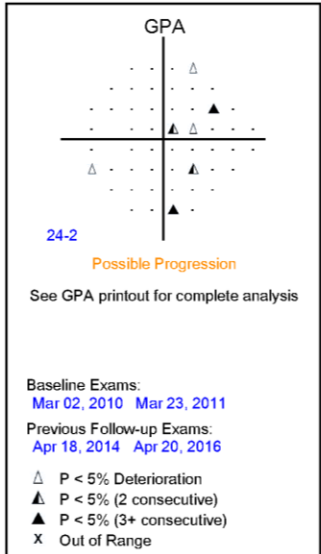 GPA
24-2
Possible Progression
See GPA printout for complete analysis
Baseline Exams:
Mar 02, 2010 Mar 23, 2011
Previous Follow-up Exams:
Apr 18, 2014 Apr 20, 2016
P < 5% Deterioration
P < 5% (2 consecutive)
P < 5% (3+ consecutive)
X Out of Range